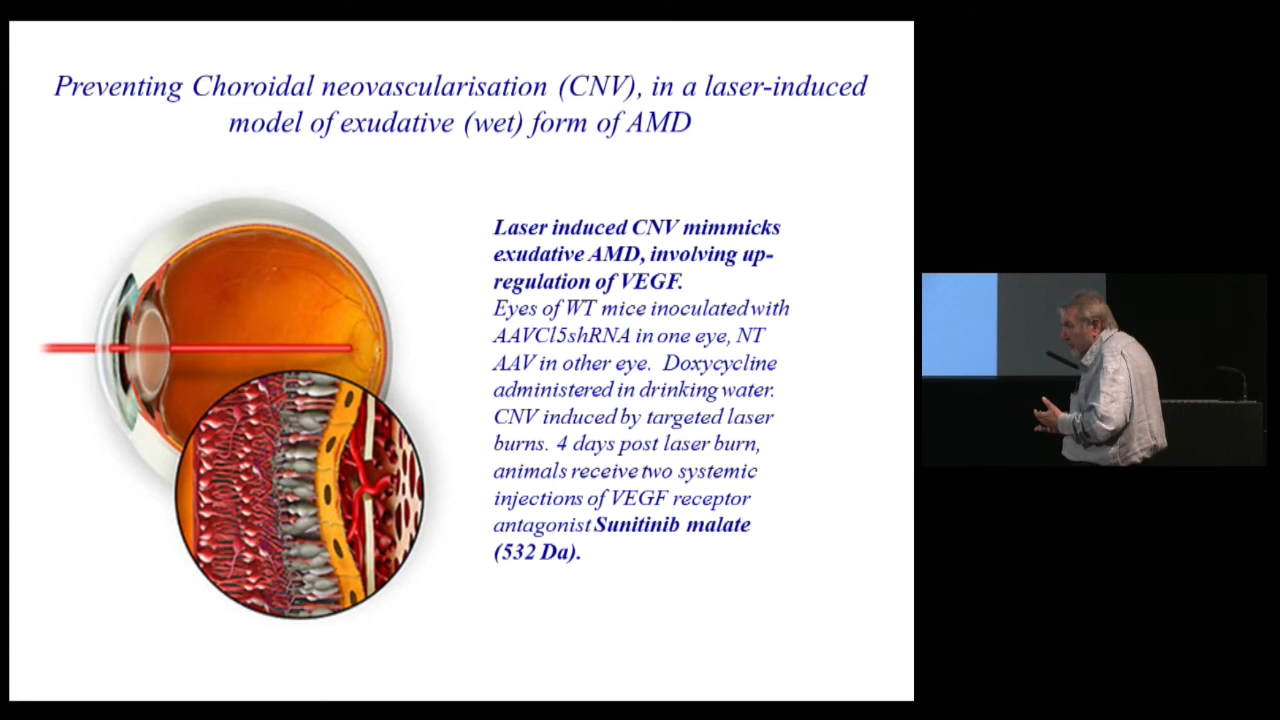 Preventing Choroidal neovascularisation (CNV), in a laser-induced
model of exudative (wet) form of AMD
Laser induced CNV mimmicks
exudative AMD, involving up-
regulation of VEGF.
Eyes of WT mice inoculated with
AAVCl5shRNA in one eye, NT
AAV in other eye. Doxycycline
administered in drinking water.
CNV induced by targeted laser
burns. 4 days post laser burn,
animals receive two systemic
injections of VEGF receptor
antagonist Sunitinib malate
(532 Da).